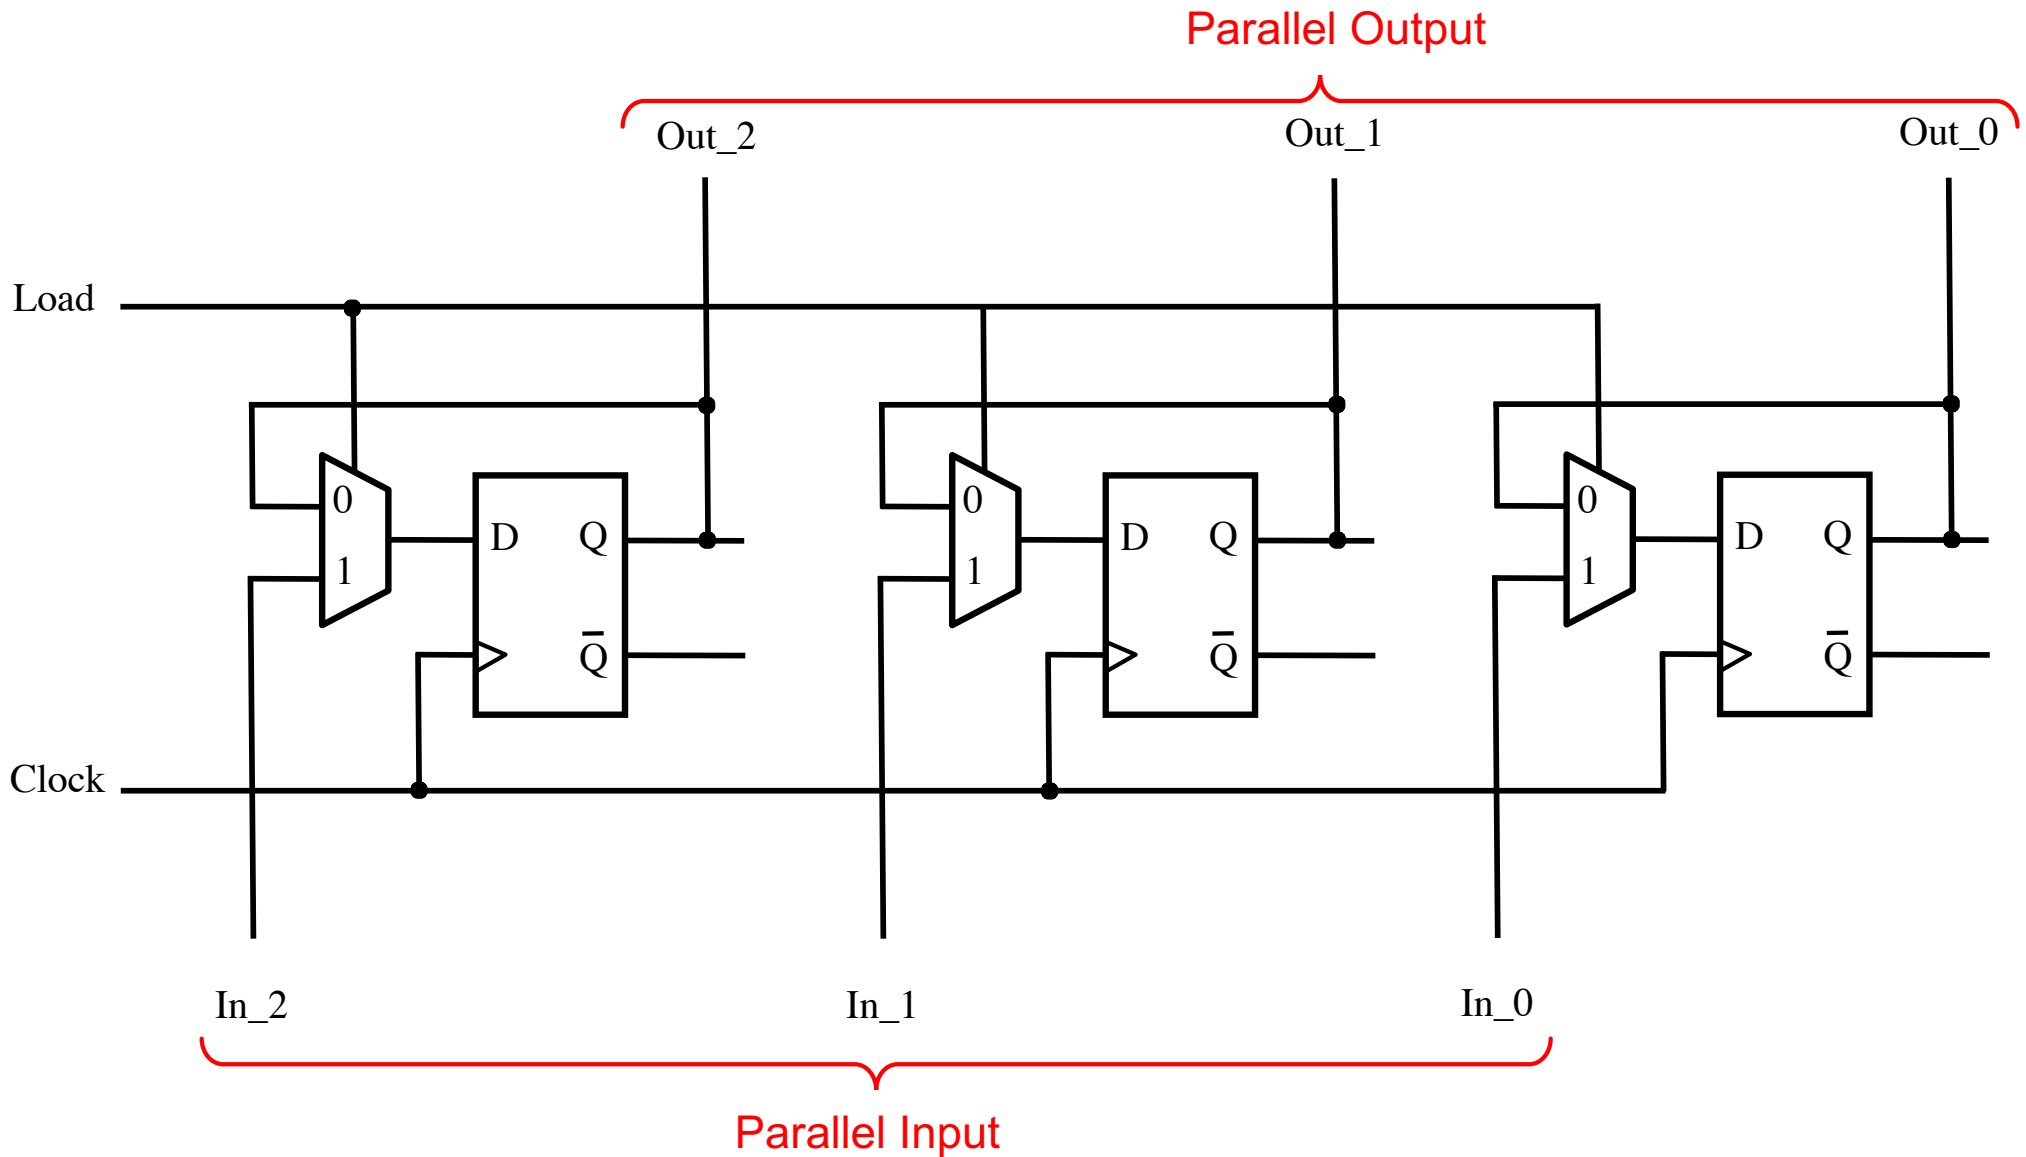 Parallel Output
Out_2 Out_1 Out_0
Load
0 0 0
D Q D Q D Q
1 1 1
Q̅ Q̅ Q̅
Clock
In_2 In_1 In_0
Parallel Input